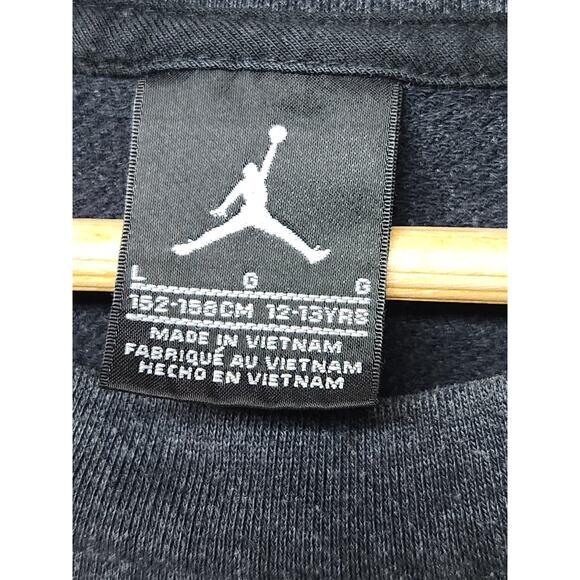 L G G
152-158CM 12-13YRS
MADE IN VIETNAM
FABRIQUÉ AU VIETNAM
HECHO EN VIETNAM